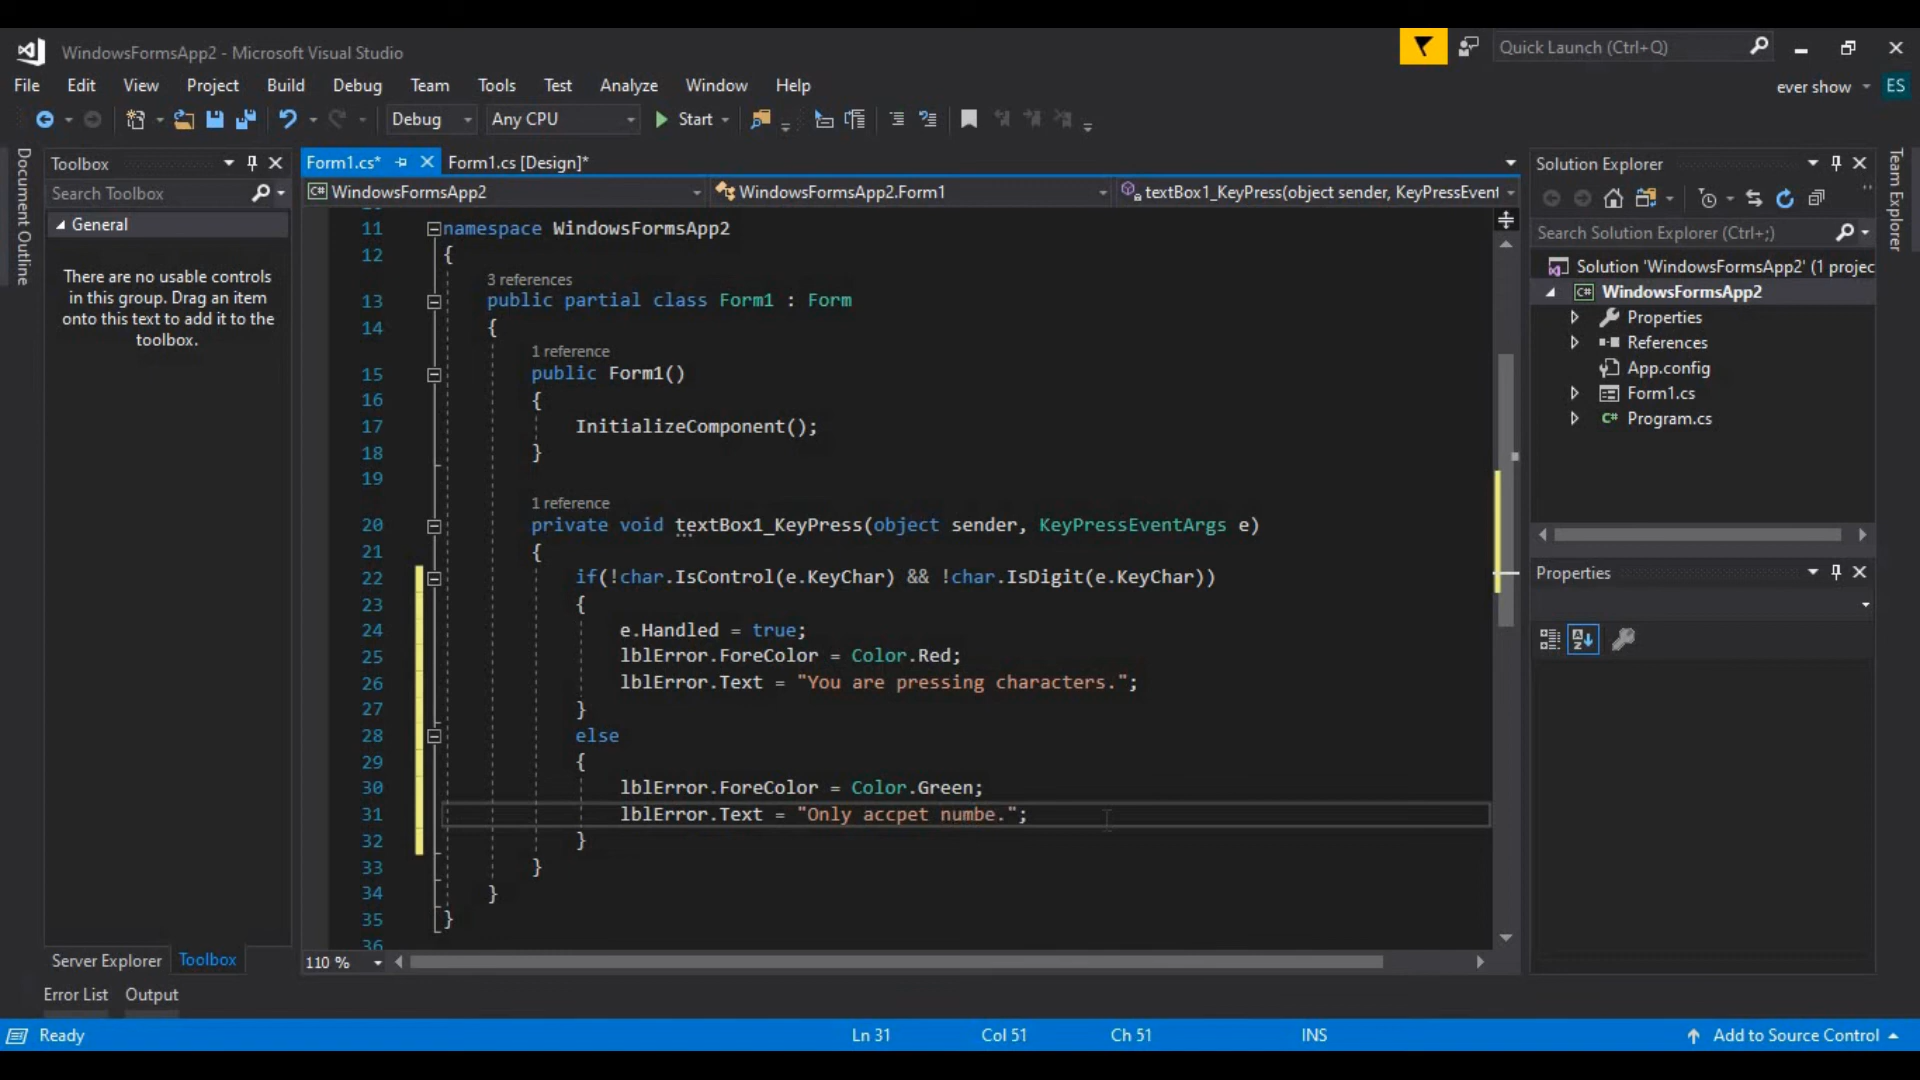 WindowsFormsApp2 - Microsoft Visual Studio
Quick Launch (Ctrl+Q)
File Edit View Project Build Debug Team Tools Test Analyze Window Help
ever show ES
Debug Any CPU Start
Document Outline
Toolbox
Search Toolbox
General
There are no usable controls
in this group. Drag an item
onto this text to add it to the
toolbox.
Server Explorer Toolbox
Form1.cs* Form1.cs [Design]*
WindowsFormsApp2 WindowsFormsApp2.Form1 textBox1_KeyPress(object sender, KeyPressEvent
11 namespace WindowsFormsApp2
12 {
3 references
13 public partial class Form1 : Form
14 {
1 reference
15 public Form1()
16 {
17 InitializeComponent();
18 }
19
1 reference
20 private void textBox1_KeyPress(object sender, KeyPressEventArgs e)
21 {
22 if(!char.IsControl(e.KeyChar) && !char.IsDigit(e.KeyChar))
23 {
24 e.Handled = true;
25 lblError.ForeColor = Color.Red;
26 lblError.Text = "You are pressing characters.";
27 }
28 else
29 {
30 lblError.ForeColor = Color.Green;
31 lblError.Text = "Only accpet numbe.";
32 }
33 }
34 }
35 }
36
110 %
Solution Explorer
Search Solution Explorer (Ctrl+;)
Solution 'WindowsFormsApp2' (1 projec
C# WindowsFormsApp2
Properties
References
App.config
Form1.cs
C# Program.cs
Properties
Team Explorer
Error List Output
Ready Ln 31 Col 51 Ch 51 INS Add to Source Control